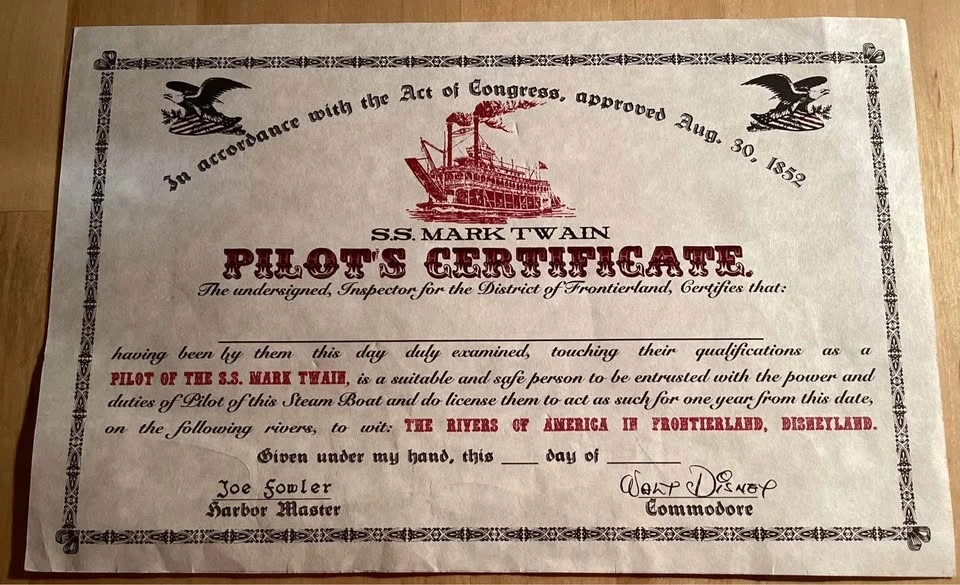 In accordance with the Act of Congress, approved Aug. 30, 1852
S.S. MARK TWAIN
PILOT'S CERTIFICATE.
The undersigned, Inspector for the District of Frontierland, Certifies that:
having been by them this day duly examined, touching their qualifications as a
PILOT OF THE S.S. MARK TWAIN, is a suitable and safe person to be entrusted with the power and
duties of Pilot of this Steam Boat and do license them to act as such for one year from this date,
on the following rivers, to wit: THE RIVERS OF AMERICA IN FRONTIERLAND, DISNEYLAND.
Given under my hand, this ___ day of ______
Joe Fowler
Harbor Master
Walt Disney
Commodore